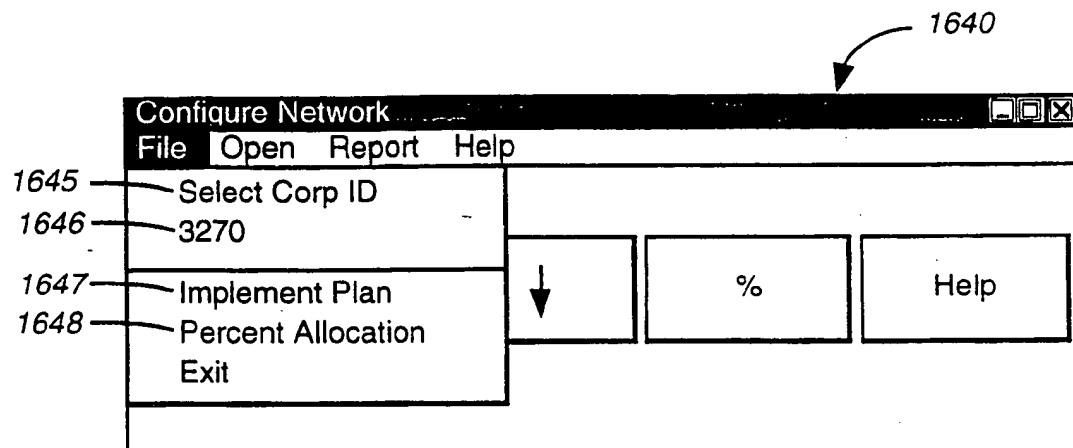 1640
Configure Network
File Open Report Help
1645 Select Corp ID
1646 3270
1647 Implement Plan
1648 Percent Allocation
Exit
% Help